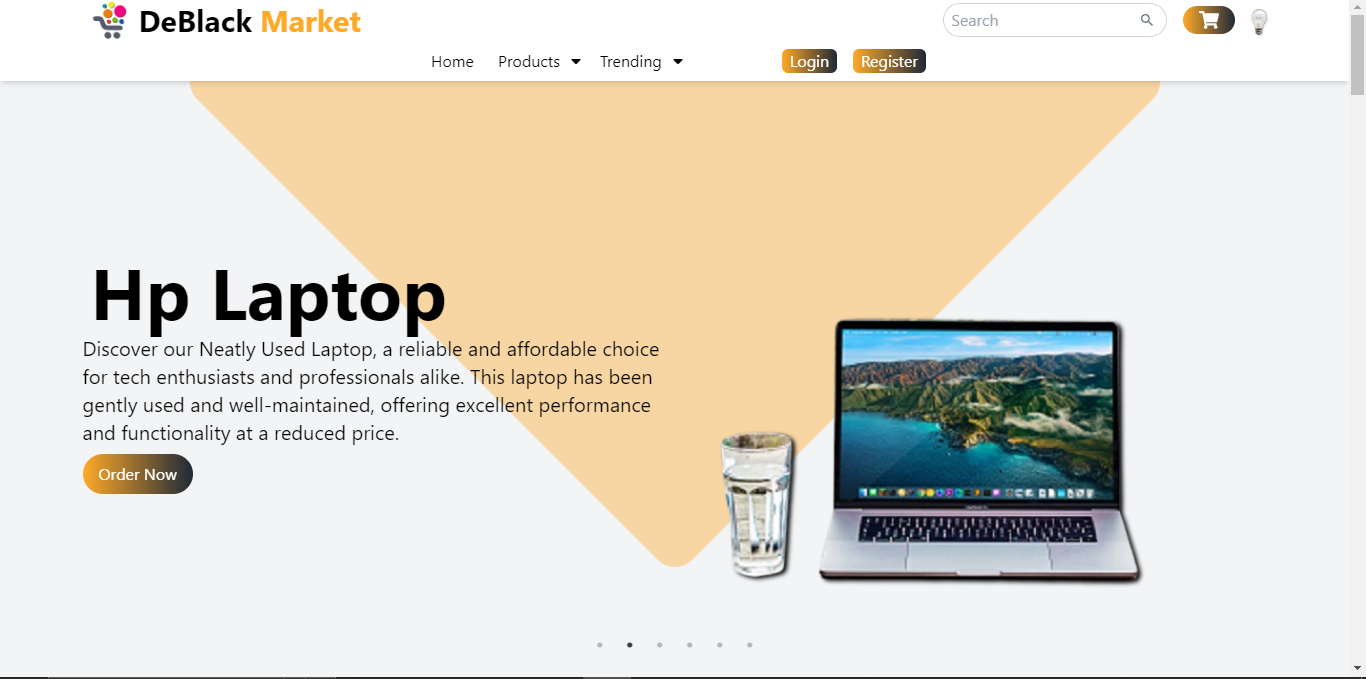 DeBlack Market
Search
Home Products Trending Login Register
Hp Laptop
Discover our Neatly Used Laptop, a reliable and affordable choice
for tech enthusiasts and professionals alike. This laptop has been
gently used and well-maintained, offering excellent performance
and functionality at a reduced price.
Order Now